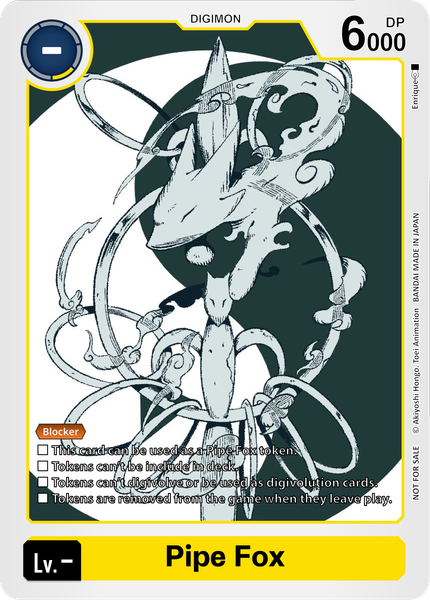 DIGIMON
DP
6000
-
Enrique
Blocker
This card can be used as a Pipe Fox token.
Tokens can't be include in deck.
Tokens can't digivolve or be used as digivolution cards.
Tokens are removed from the game when they leave play.
NOT FOR SALE © Akiyoshi Hongo. Toei Animation BANDAI MADE IN JAPAN
Lv.-
Pipe Fox